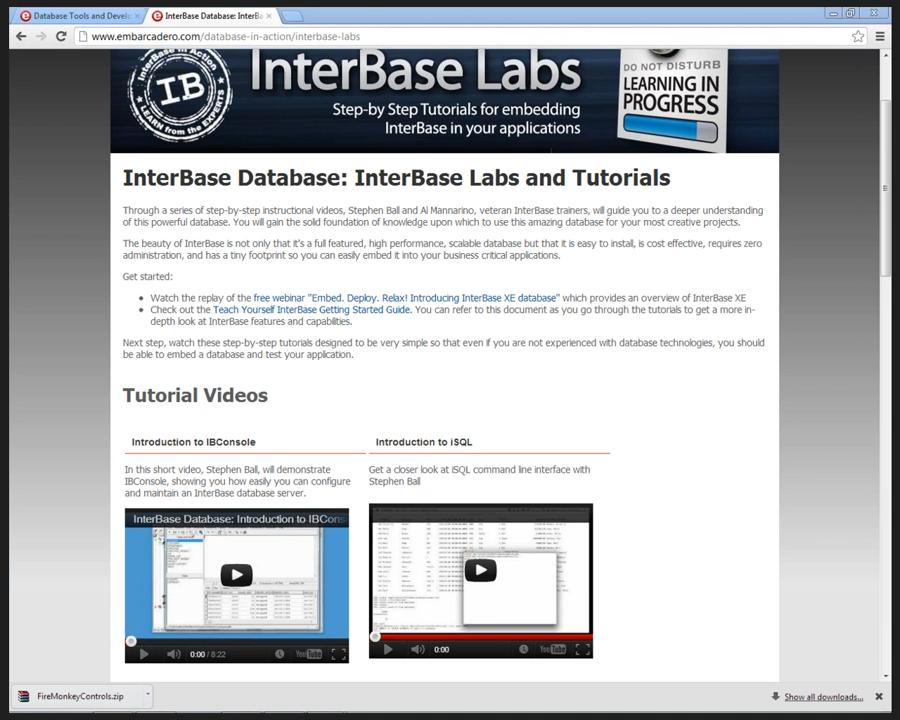 Database Tools and Develo
InterBase Database: InterBa
www.embarcadero.com/database-in-action/interbase-labs
InterBase in Action
IB
LEARN from the EXPERTS
InterBase Labs
Step-by Step Tutorials for embedding
InterBase in your applications
DO NOT DISTURB
LEARNING IN
PROGRESS
InterBase Database: InterBase Labs and Tutorials
Through a series of step-by-step instructional videos, Stephen Ball and Al Mannarino, veteran InterBase trainers, will guide you to a deeper understanding
of this powerful database. You will gain the solid foundation of knowledge upon which to use this amazing database for your most creative projects.
The beauty of InterBase is not only that it's a full featured, high performance, scalable database but that it is easy to install, is cost effective, requires zero
administration, and has a tiny footprint so you can easily embed it into your business critical applications.
Get started:
Watch the replay of the free webinar "Embed. Deploy. Relax! Introducing InterBase XE database" which provides an overview of InterBase XE
Check out the Teach Yourself InterBase Getting Started Guide. You can refer to this document as you go through the tutorials to get a more in-
depth look at InterBase features and capabilities.
Next step, watch these step-by-step tutorials designed to be very simple so that even if you are not experienced with database technologies, you should
be able to embed a database and test your application.
Tutorial Videos
Introduction to IBConsole
Introduction to iSQL
In this short video, Stephen Ball, will demonstrate
IBConsole, showing you how easily you can configure
and maintain an InterBase database server.
Get a closer look at iSQL command line interface with
Stephen Ball
InterBase Database: Introduction to IBCons
0:00 / 8:22
YouTube
0:00
YouTube
FireMonkeyControls.zip
Show all downloads...